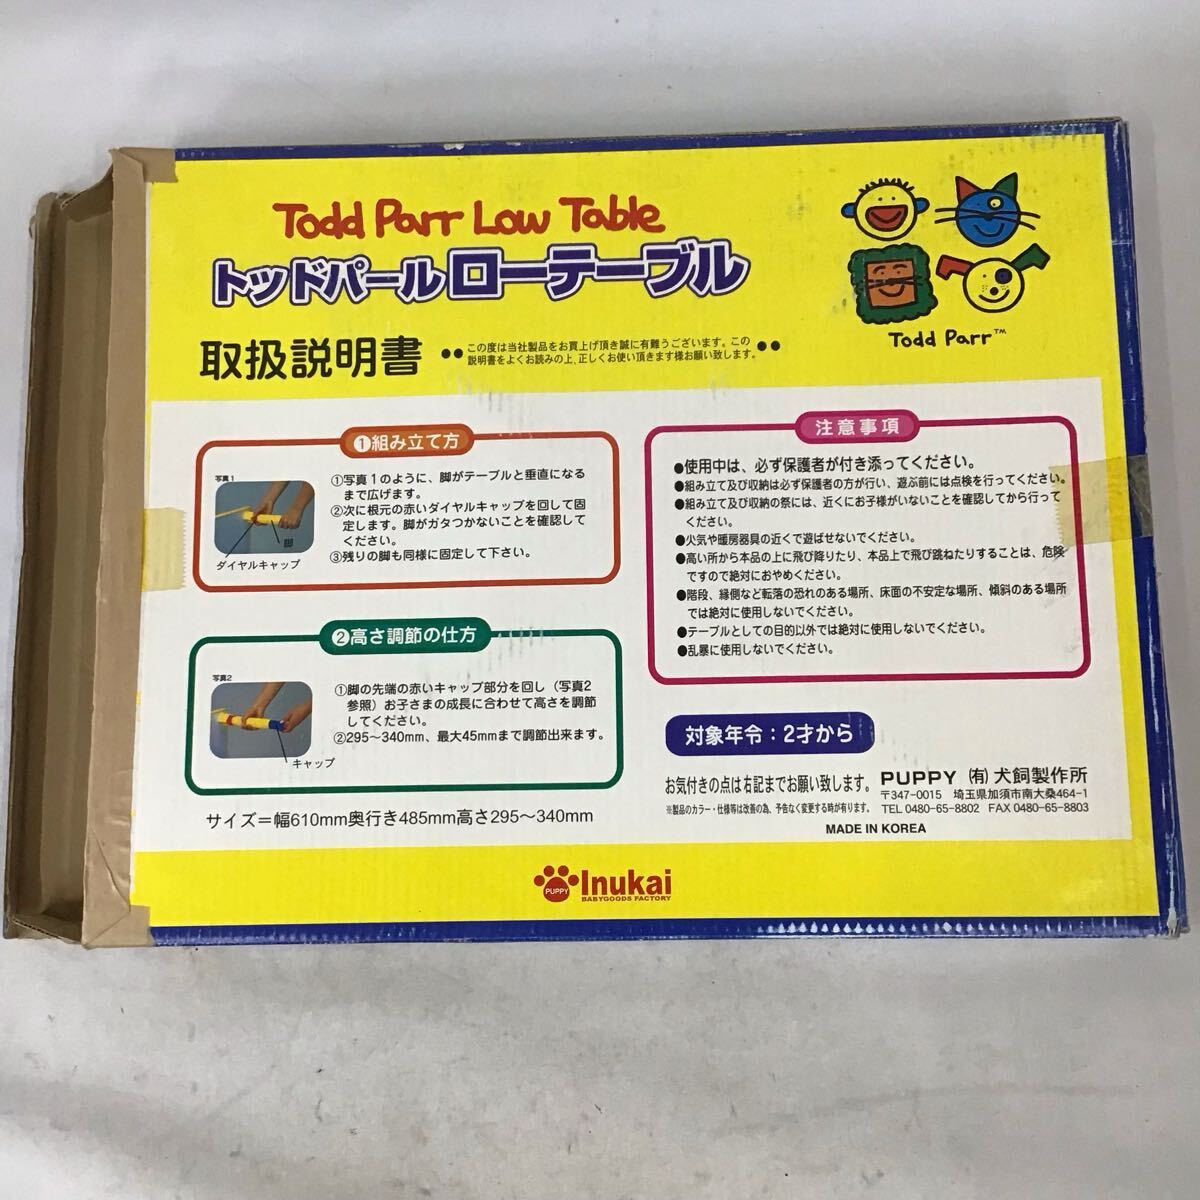 Todd Parr Low Table
トッドパール ローテーブル
Todd Parr™
取扱説明書
この度は当社製品をお買上げ頂き誠に有難うございます。この
説明書をよくお読みの上、正しくお使い頂きます様お願い致します。
①組み立て方
写真1
脚
ダイヤルキャップ
①写真1のように、脚がテーブルと垂直になる
まで広げます。
②次に根元の赤いダイヤルキャップを回して固
定します。脚がガタつかないことを確認して
ください。
③残りの脚も同様に固定して下さい。
②高さ調節の仕方
写真2
キャップ
①脚の先端の赤いキャップ部分を回し（写真2
参照）お子さまの成長に合わせて高さを調節
してください。
②295〜340mm、最大45mmまで調節出来ます。
サイズ＝幅610mm奥行き485mm高さ295〜340mm
注意事項
●使用中は、必ず保護者が付き添ってください。
●組み立て及び収納は必ず保護者の方が行い、遊ぶ前には点検を行ってください。
●組み立て及び収納の祭には、近くにお子様がいないことを確認してから行って
ください。
●火気や暖房器具の近くで遊ばせないでください。
●高い所から本品の上に飛び降りたり、本品上で飛び跳ねたりすることは、危険
ですので絶対におやめください。
●階段、縁側など転落の恐れのある場所、床面の不安定な場所、傾斜のある場所
では絶対に使用しないでください。
●テーブルとしての目的以外では絶対に使用しないでください。
●乱暴に使用しないでください。
対象年令：2才から
お気付きの点は右記までお願い致します。
※製品のカラー・仕様等は改善の為、予告なく変更する時が有ります。
PUPPY (有) 犬飼製作所
〒347-0015 埼玉県加須市南大桑464-1
TEL 0480-65-8802 FAX 0480-65-8803
MADE IN KOREA
PUPPY
Inukai
BABYGOODS FACTORY